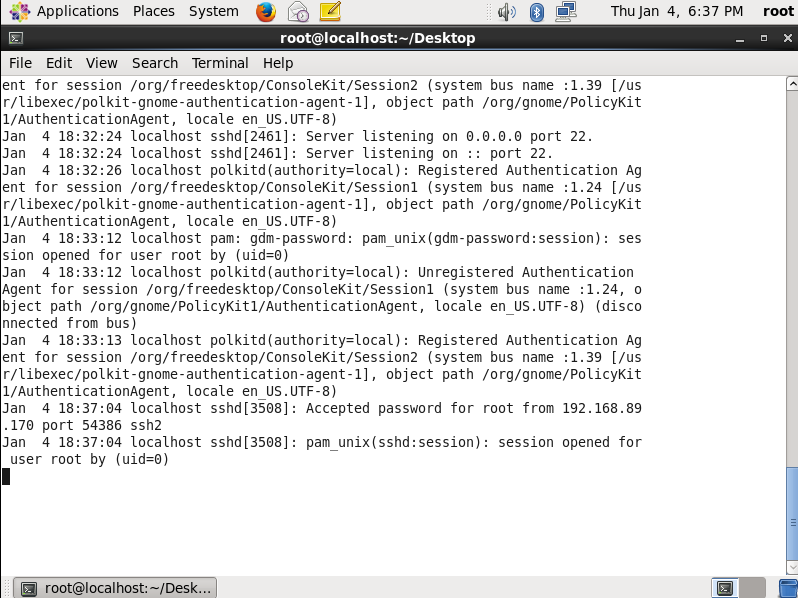 Applications Places System Thu Jan 4, 6:37 PM root
root@localhost:~/Desktop
File Edit View Search Terminal Help
ent for session /org/freedesktop/ConsoleKit/Session2 (system bus name :1.39 [/us
r/libexec/polkit-gnome-authentication-agent-1], object path /org/gnome/PolicyKit
1/AuthenticationAgent, locale en_US.UTF-8)
Jan  4 18:32:24 localhost sshd[2461]: Server listening on 0.0.0.0 port 22.
Jan  4 18:32:24 localhost sshd[2461]: Server listening on :: port 22.
Jan  4 18:32:26 localhost polkitd(authority=local): Registered Authentication Ag
ent for session /org/freedesktop/ConsoleKit/Session1 (system bus name :1.24 [/us
r/libexec/polkit-gnome-authentication-agent-1], object path /org/gnome/PolicyKit
1/AuthenticationAgent, locale en_US.UTF-8)
Jan  4 18:33:12 localhost pam: gdm-password: pam_unix(gdm-password:session): ses
sion opened for user root by (uid=0)
Jan  4 18:33:12 localhost polkitd(authority=local): Unregistered Authentication
Agent for session /org/freedesktop/ConsoleKit/Session1 (system bus name :1.24, o
bject path /org/gnome/PolicyKit1/AuthenticationAgent, locale en_US.UTF-8) (disco
nnected from bus)
Jan  4 18:33:13 localhost polkitd(authority=local): Registered Authentication Ag
ent for session /org/freedesktop/ConsoleKit/Session2 (system bus name :1.39 [/us
r/libexec/polkit-gnome-authentication-agent-1], object path /org/gnome/PolicyKit
1/AuthenticationAgent, locale en_US.UTF-8)
Jan  4 18:37:04 localhost sshd[3508]: Accepted password for root from 192.168.89
.170 port 54386 ssh2
Jan  4 18:37:04 localhost sshd[3508]: pam_unix(sshd:session): session opened for
 user root by (uid=0)
root@localhost:~/Desk...